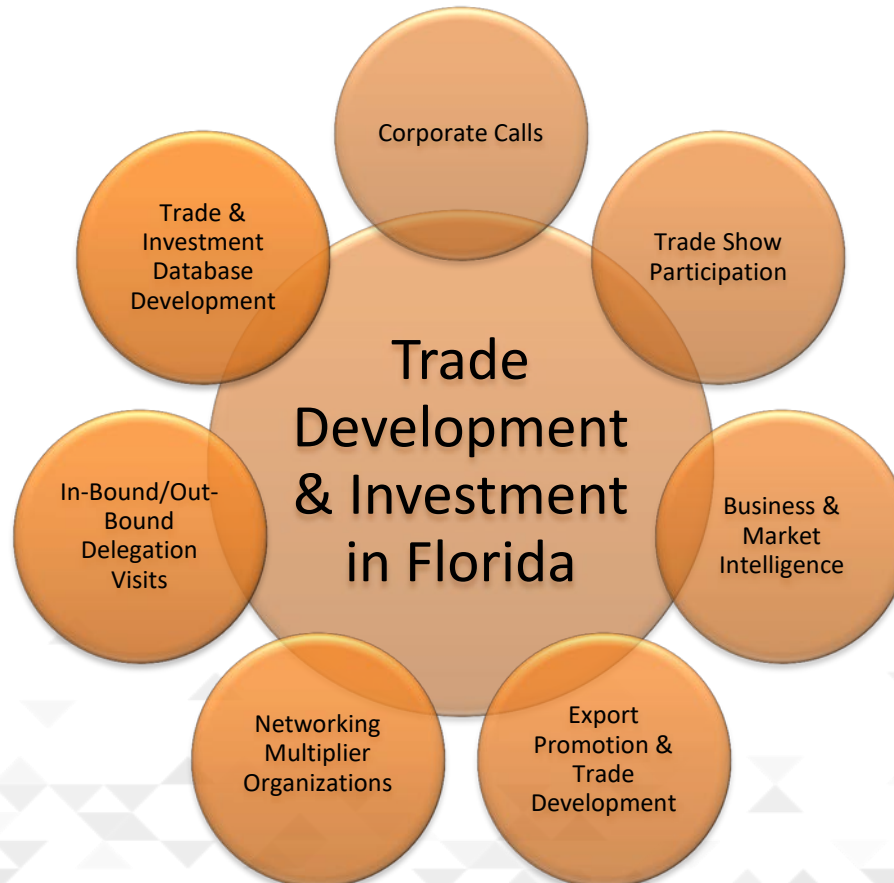 Corporate Calls
Trade Show
Participation
Business &
Market
Intelligence
Export
Promotion &
Trade
Development
Networking
Multiplier
Organizations
In-Bound/Out-
Bound
Delegation
Visits
Trade &
Investment
Database
Development
Trade
Development
& Investment
in Florida